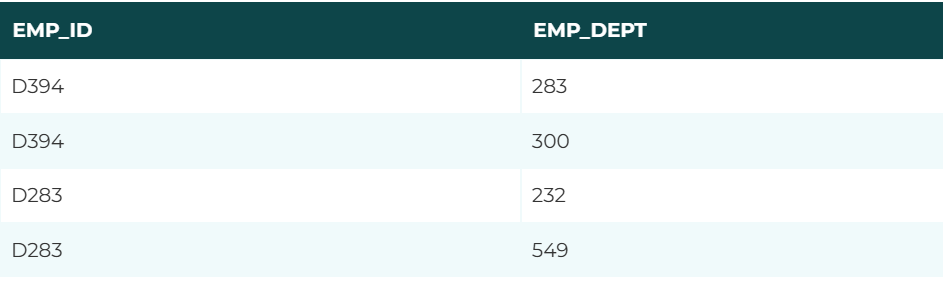 EMP_ID EMP_DEPT
D394 283
D394 300
D283 232
D283 549